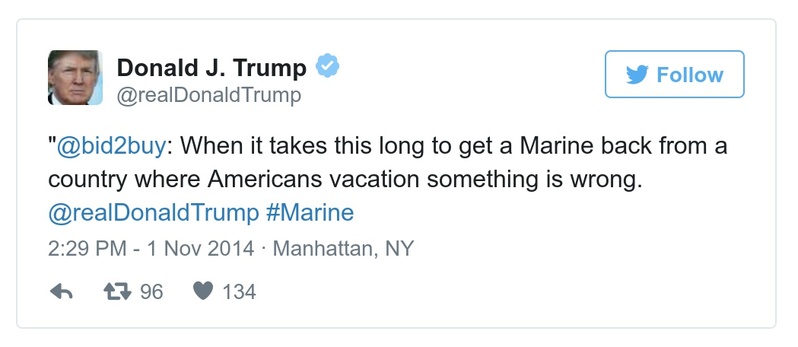 Donald J. Trump
@realDonaldTrump
Follow
"@bid2buy: When it takes this long to get a Marine back from a
country where Americans vacation something is wrong.
@realDonaldTrump #Marine
2:29 PM - 1 Nov 2014 · Manhattan, NY
96 134